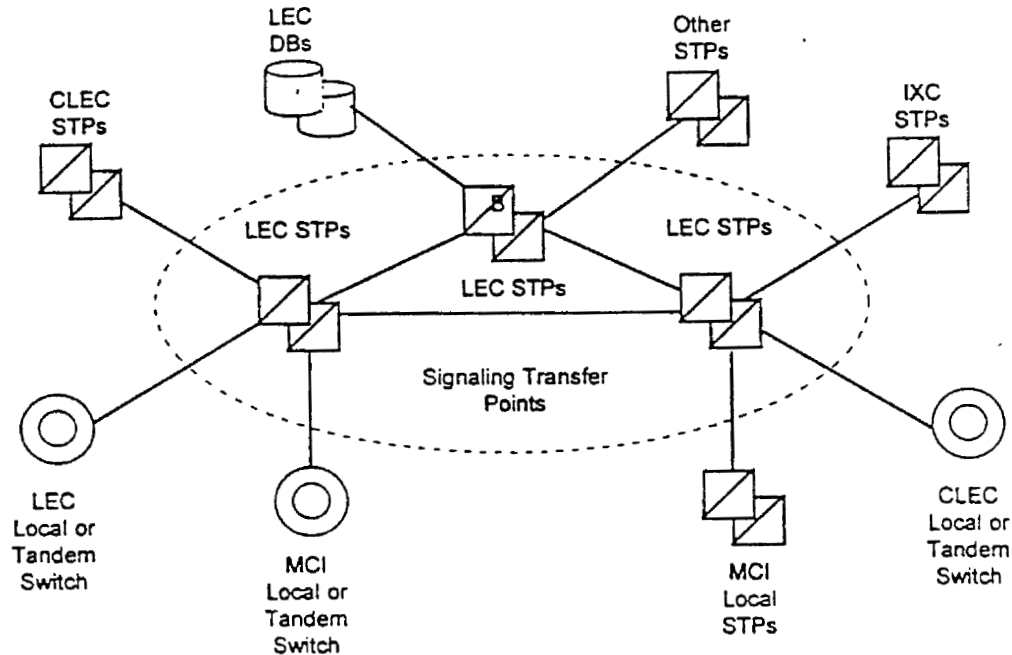 LEC
DBs
Other
STPs
CLEC
STPs
IXC
STPs
5
LEC STPs
LEC STPs
LEC STPs
Signaling Transfer
Points
LEC
Local or
Tandem
Switch
MCI
Local or
Tandem
Switch
MCI
Local
STPs
CLEC
Local or
Tandem
Switch